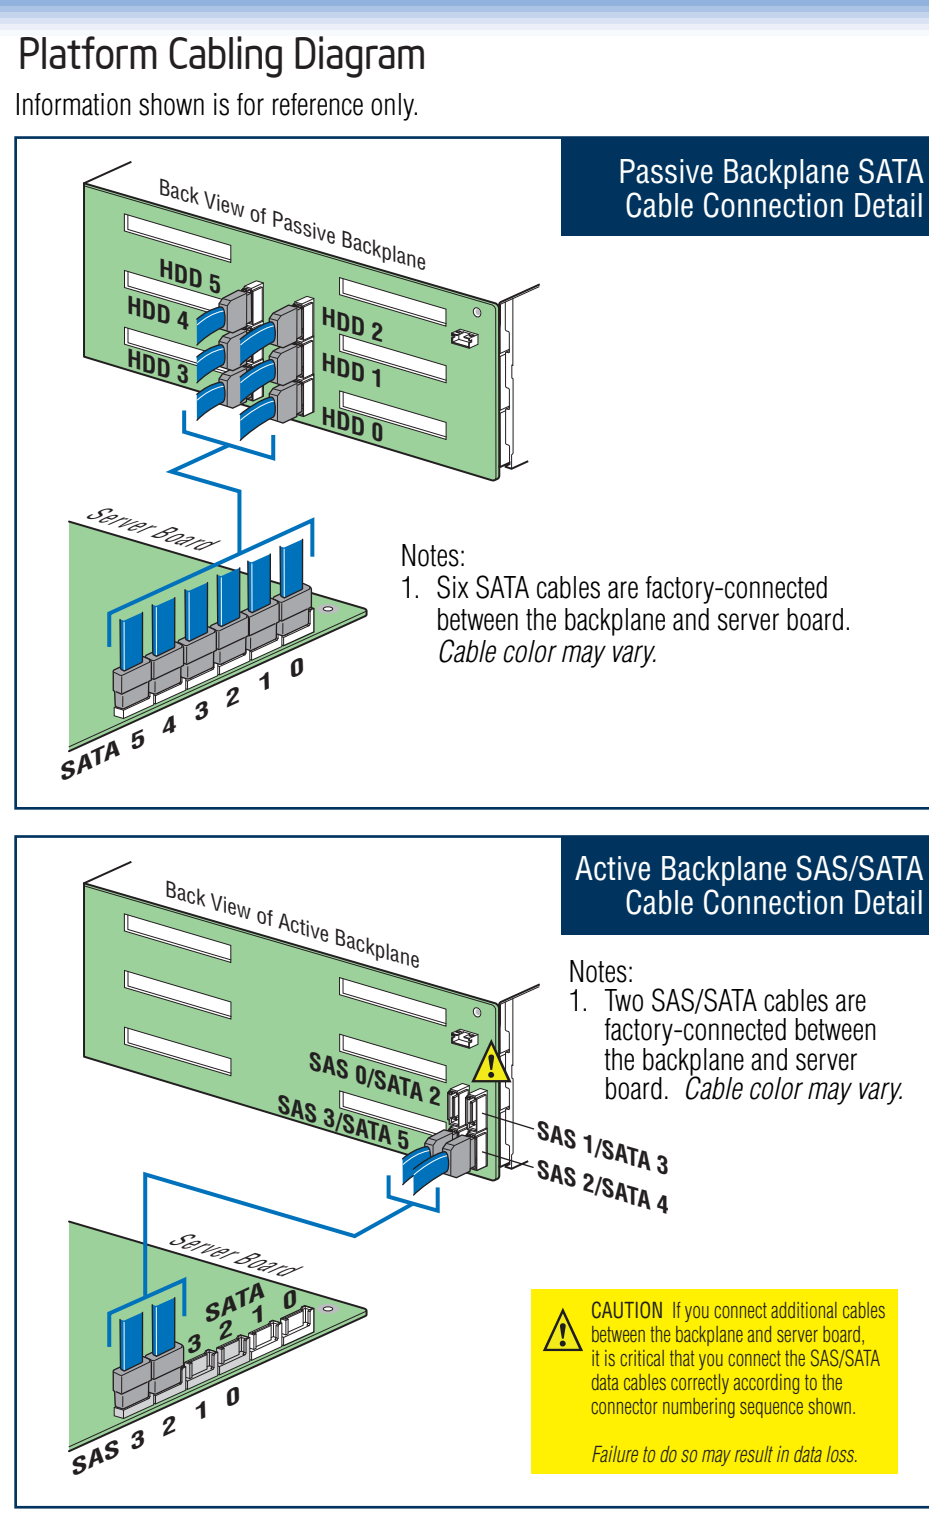 Platform Cabling Diagram
Information shown is for reference only.
Passive Backplane SATA
Cable Connection Detail
Back View of Passive Backplane
HDD 5
HDD 4
HDD 3
HDD 2
HDD 1
HDD 0
Server Board
SATA 5 4 3 2 1 0
Notes:
1. Six SATA cables are factory-connected
between the backplane and server board.
Cable color may vary.
Active Backplane SAS/SATA
Cable Connection Detail
Back View of Active Backplane
Notes:
1. Two SAS/SATA cables are
factory-connected between
the backplane and server
board. Cable color may vary.
SAS 0/SATA 2
SAS 3/SATA 5
SAS 1/SATA 3
SAS 2/SATA 4
Server Board
SATA
3 2 1 0
SAS 3 2 1 0
CAUTION If you connect additional cables
between the backplane and server board,
it is critical that you connect the SAS/SATA
data cables correctly according to the
connector numbering sequence shown.
Failure to do so may result in data loss.